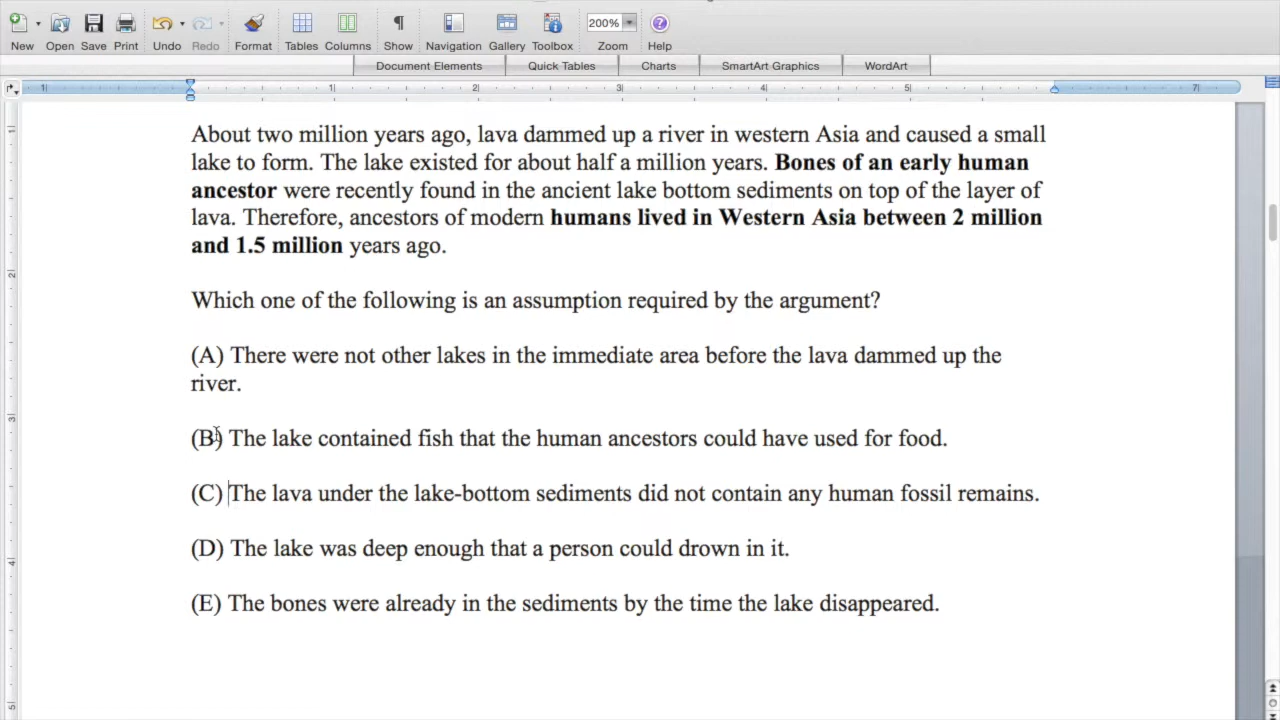 New Open Save Print Undo Redo Format Tables Columns Show Navigation Gallery Toolbox 200% Zoom Help
Document Elements Quick Tables Charts SmartArt Graphics WordArt
1 1 2 3 4 5 7
About two million years ago, lava dammed up a river in western Asia and caused a small
lake to form. The lake existed for about half a million years. Bones of an early human
ancestor were recently found in the ancient lake bottom sediments on top of the layer of
lava. Therefore, ancestors of modern humans lived in Western Asia between 2 million
and 1.5 million years ago.
Which one of the following is an assumption required by the argument?
(A) There were not other lakes in the immediate area before the lava dammed up the
river.
(B) The lake contained fish that the human ancestors could have used for food.
(C) The lava under the lake-bottom sediments did not contain any human fossil remains.
(D) The lake was deep enough that a person could drown in it.
(E) The bones were already in the sediments by the time the lake disappeared.